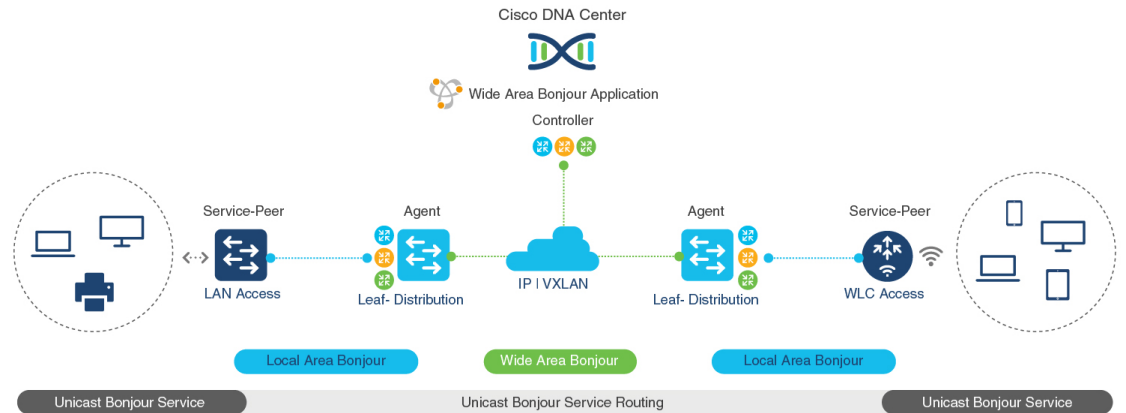 Cisco DNA Center
Wide Area Bonjour Application
Controller
Service-Peer
Agent
Agent
Service-Peer
LAN Access
Leaf- Distribution
IP | VXLAN
Leaf- Distribution
WLC Access
Local Area Bonjour
Wide Area Bonjour
Local Area Bonjour
Unicast Bonjour Service
Unicast Bonjour Service Routing
Unicast Bonjour Service